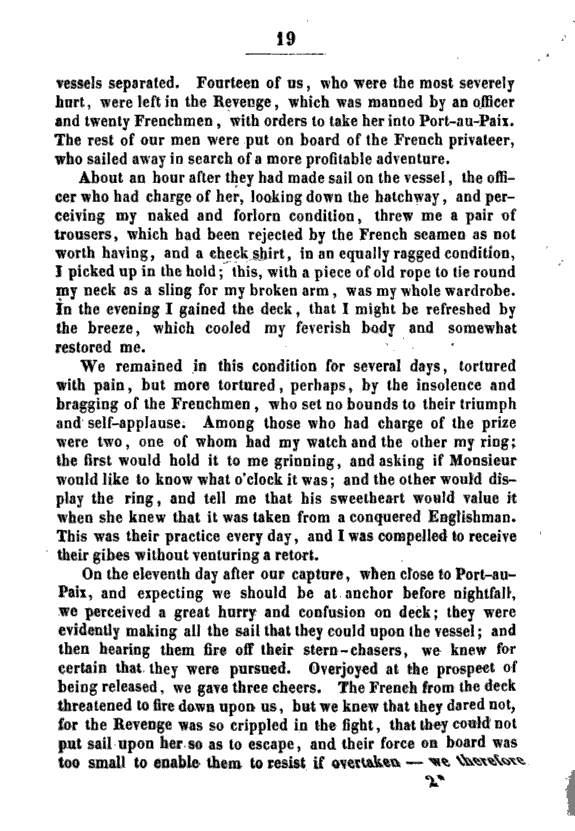 19
vessels separated. Fourteen of us, who were the most severely
hurt, were left in the Revenge, which was manned by an officer
and twenty Frenchmen, with orders to take her into Port-au-Paix.
The rest of our men were put on board of the French privateer,
who sailed away in search of a more profitable adventure.
About an hour after they had made sail on the vessel, the offi-
cer who had charge of her, looking down the hatchway, and per-
ceiving my naked and forlorn condition, threw me a pair of
trousers, which had been rejected by the French seamen as not
worth having, and a check shirt, in an equally ragged condition,
I picked up in the hold; this, with a piece of old rope to tie round
my neck as a sling for my broken arm, was my whole wardrobe.
In the evening I gained the deck, that I might be refreshed by
the breeze, which cooled my feverish body and somewhat
restored me.
We remained in this condition for several days, tortured
with pain, but more tortured, perhaps, by the insolence and
bragging of the Frenchmen, who set no bounds to their triumph
and self-applause. Among those who had charge of the prize
were two, one of whom had my watch and the other my ring;
the first would hold it to me grinning, and asking if Monsieur
would like to know what o'clock it was; and the other would dis-
play the ring, and tell me that his sweetheart would value it
when she knew that it was taken from a conquered Englishman.
This was their practice every day, and I was compelled to receive
their gibes without venturing a retort.
On the eleventh day after our capture, when close to Port-au-
Paix, and expecting we should be at anchor before nightfall,
we perceived a great hurry and confusion on deck; they were
evidently making all the sail that they could upon the vessel; and
then hearing them fire off their stern-chasers, we knew for
certain that they were pursued. Overjoyed at the prospect of
being released, we gave three cheers. The French from the deck
threatened to fire down upon us, but we knew that they dared not,
for the Revenge was so crippled in the fight, that they could not
put sail upon her so as to escape, and their force on board was
too small to enable them to resist if overtaken — we therefore
2*